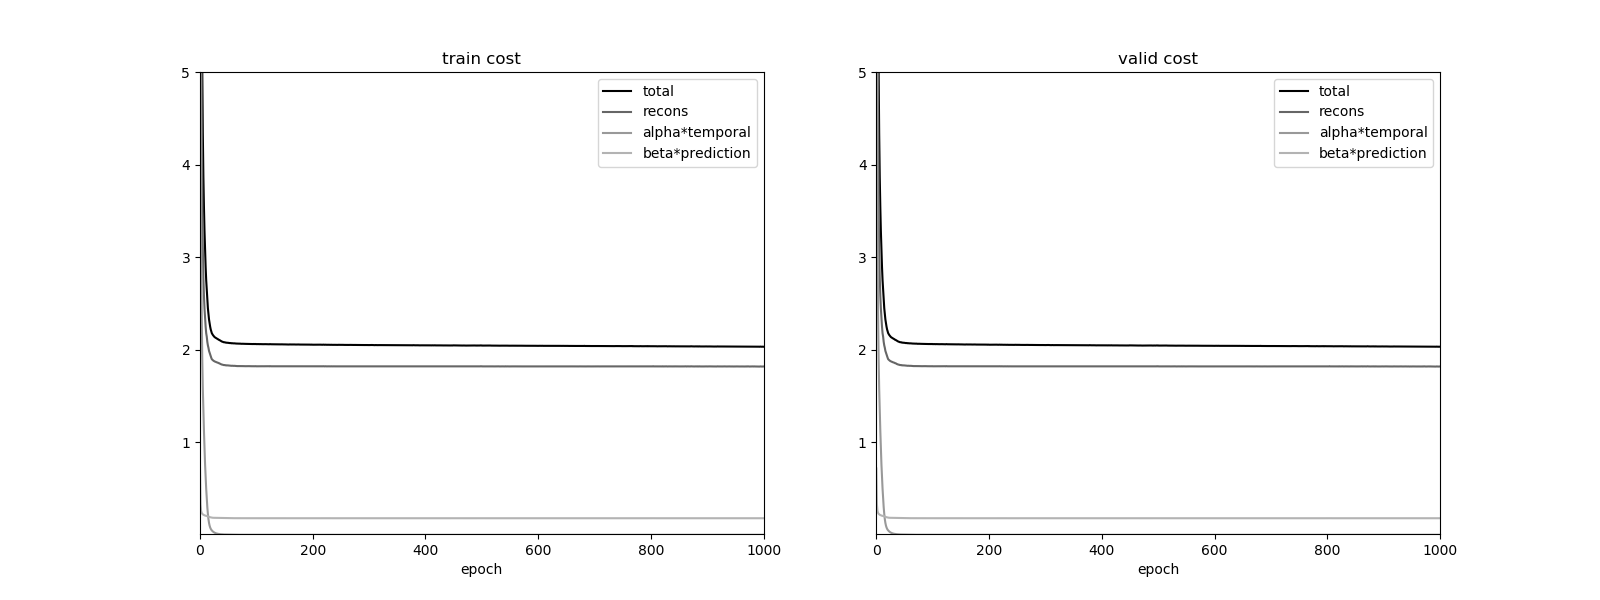 train cost
5
4
3
2
1
0 200 400 600 800 1000
epoch
total
recons
alpha*temporal
beta*prediction
valid cost
5
4
3
2
1
0 200 400 600 800 1000
epoch
total
recons
alpha*temporal
beta*prediction